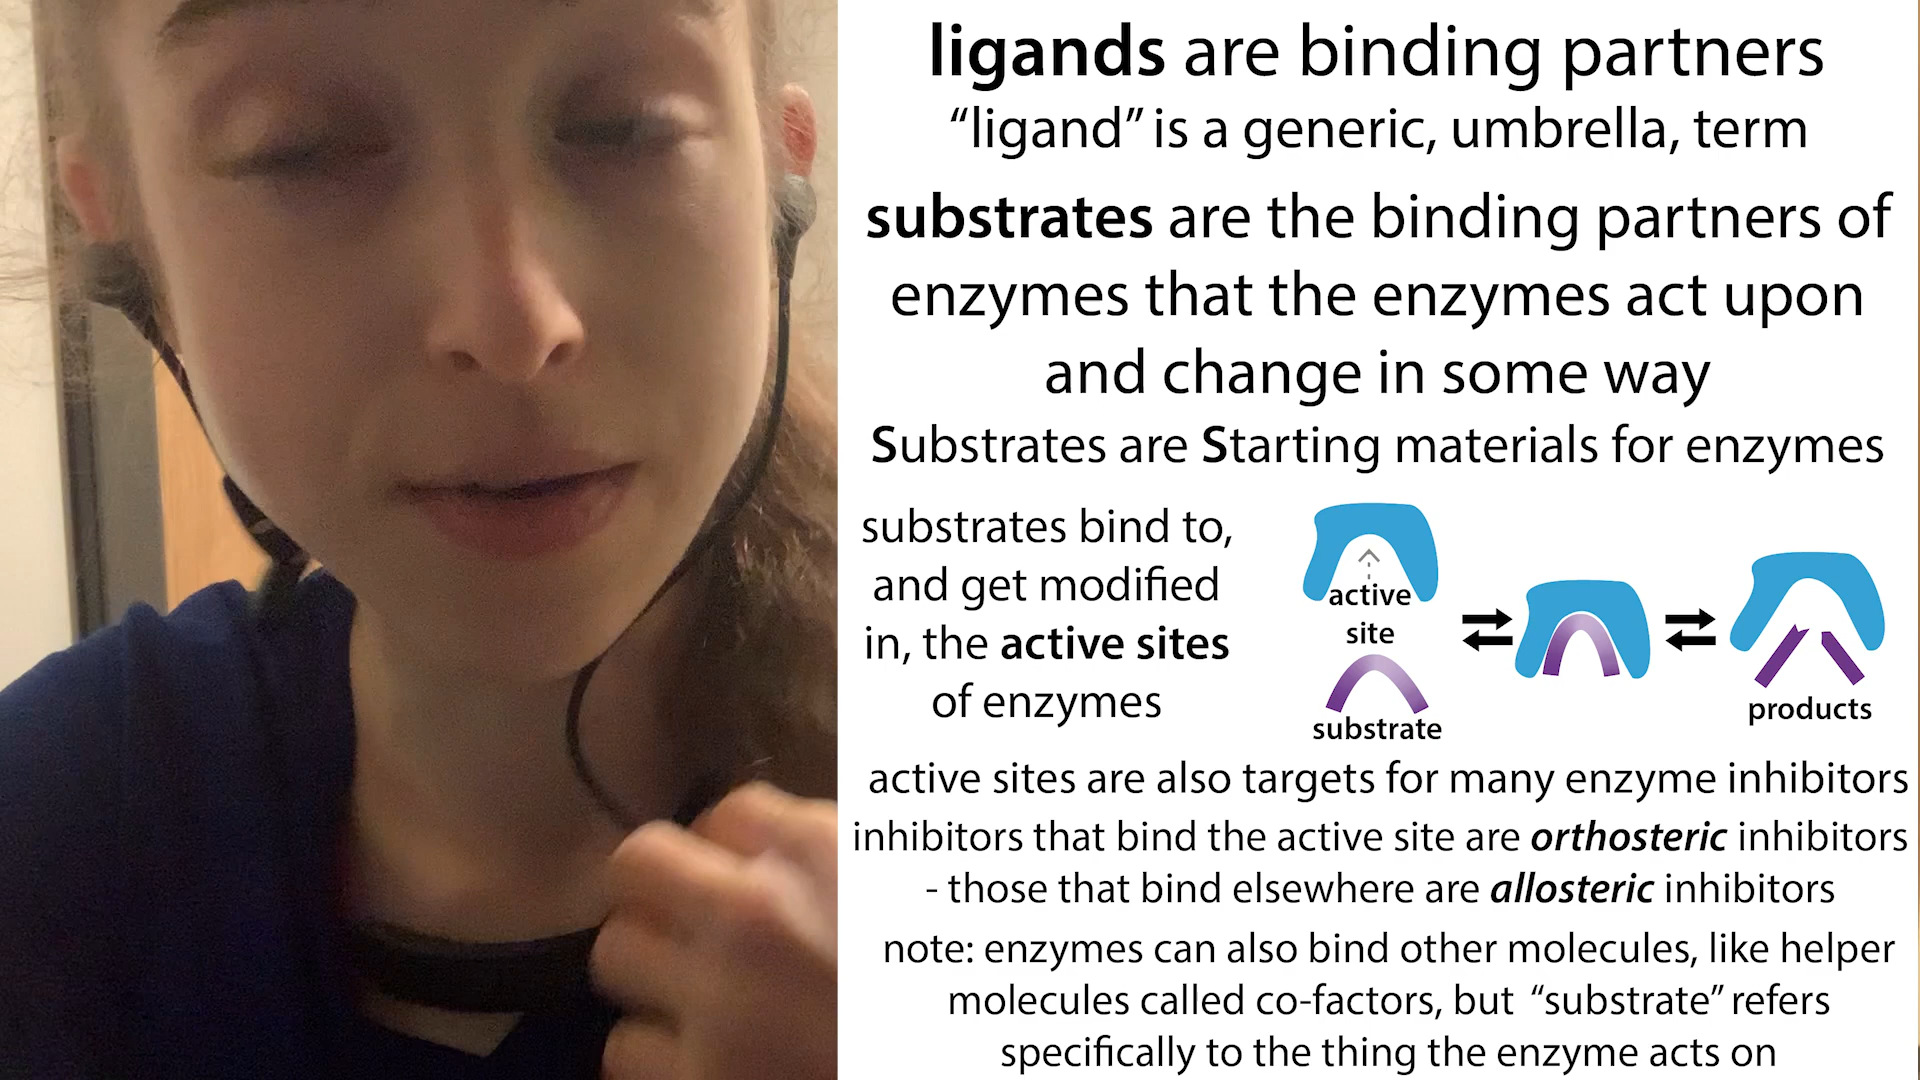 ligands are binding partners
“ligand” is a generic, umbrella, term
substrates are the binding partners of
enzymes that the enzymes act upon
and change in some way
Substrates are Starting materials for enzymes
substrates bind to,
and get modified
in, the active sites
of enzymes
active
site
substrate
products
active sites are also targets for many enzyme inhibitors
inhibitors that bind the active site are orthosteric inhibitors
- those that bind elsewhere are allosteric inhibitors
note: enzymes can also bind other molecules, like helper
molecules called co-factors, but “substrate” refers
specifically to the thing the enzyme acts on